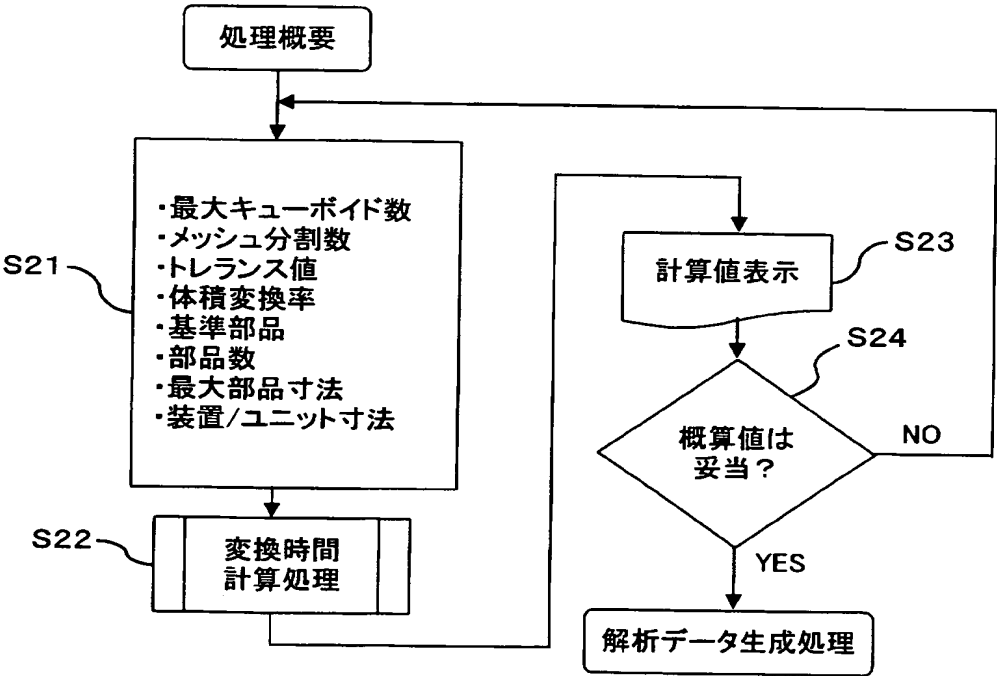 処理概要
S21
・最大キューボイド数
・メッシュ分割数
・トレランス値
・体積変換率
・基準部品
・部品数
・最大部品寸法
・装置/ユニット寸法
S22
変換時間
計算処理
S23
計算値表示
S24
概算値は
妥当?
NO
YES
解析データ生成処理